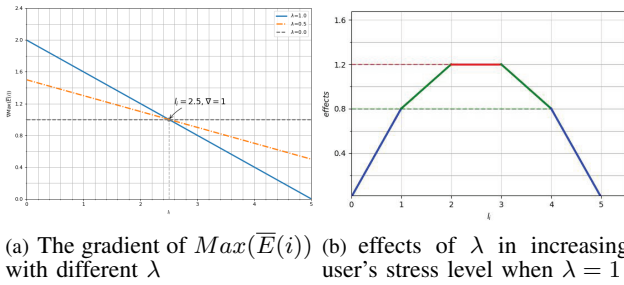 2.4
2.0
1.6
1.2
0.8
0.4
0.0
0
1
2
3
4
5
λ=1.0
λ=0.5
λ=0.0
l_i = 2.5, ∇ = 1
1.6
1.2
0.8
0.4
effects
0
1
2
3
4
5
l_i
(a) The gradient of Max(E̅(i))
with different λ
(b) effects of λ in increasing
user's stress level when λ = 1